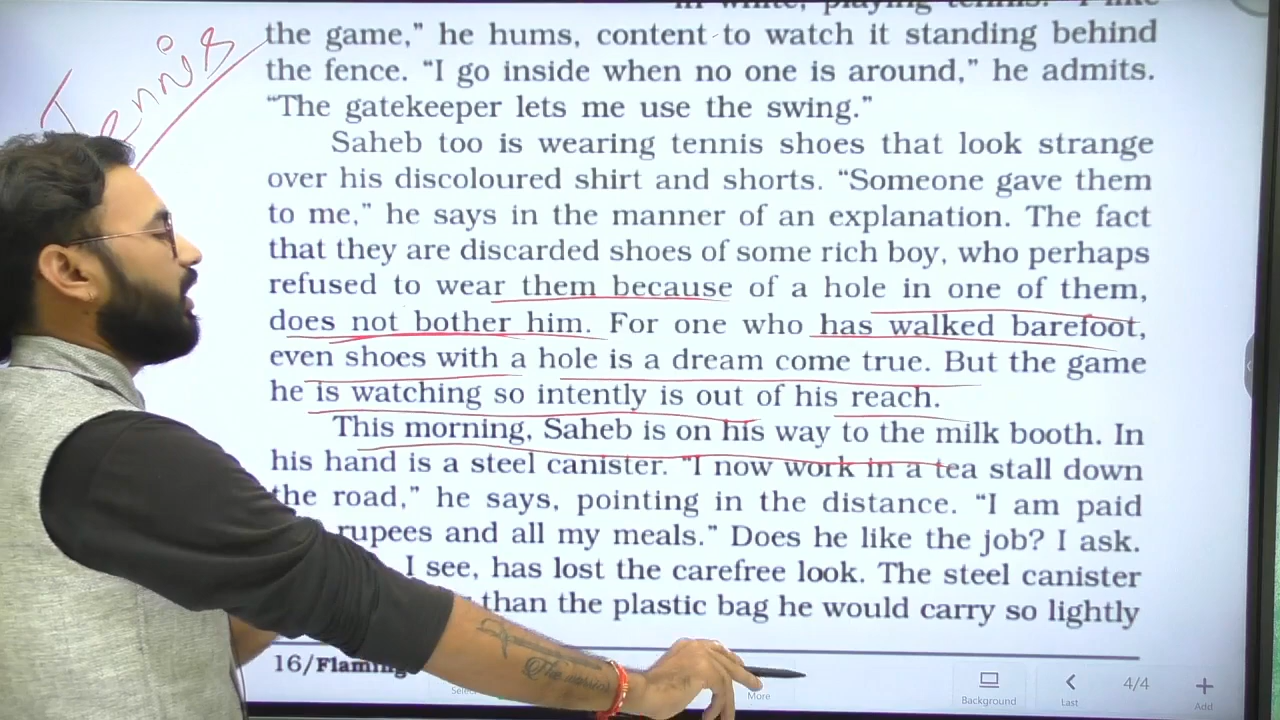 Tennis
in white, playing tennis. "I like
the game," he hums, content to watch it standing behind
the fence. "I go inside when no one is around," he admits.
"The gatekeeper lets me use the swing."
Saheb too is wearing tennis shoes that look strange
over his discoloured shirt and shorts. "Someone gave them
to me," he says in the manner of an explanation. The fact
that they are discarded shoes of some rich boy, who perhaps
refused to wear them because of a hole in one of them,
does not bother him. For one who has walked barefoot,
even shoes with a hole is a dream come true. But the game
he is watching so intently is out of his reach.
This morning, Saheb is on his way to the milk booth. In
his hand is a steel canister. "I now work in a tea stall down
the road," he says, pointing in the distance. "I am paid
rupees and all my meals." Does he like the job? I ask.
I see, has lost the carefree look. The steel canister
than the plastic bag he would carry so lightly
16/Flaming
More
Background
Last
4/4
Add